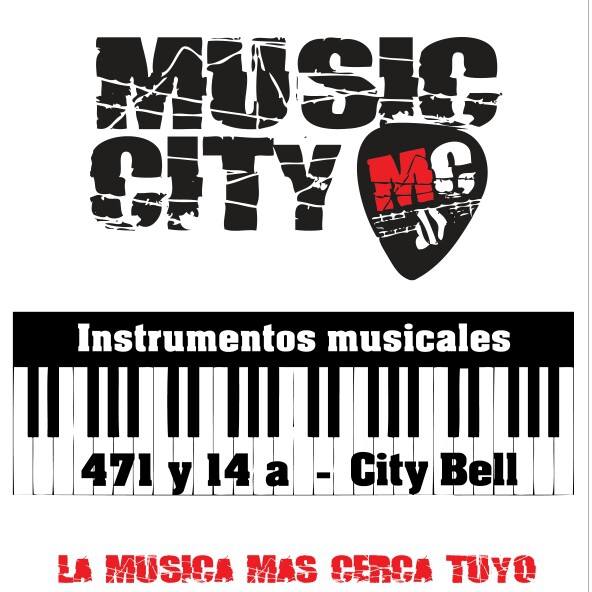 MUSIC
CITY
MC
Instrumentos musicales
471 y 14 a - City Bell
LA MUSICA MAS CERCA TUYO